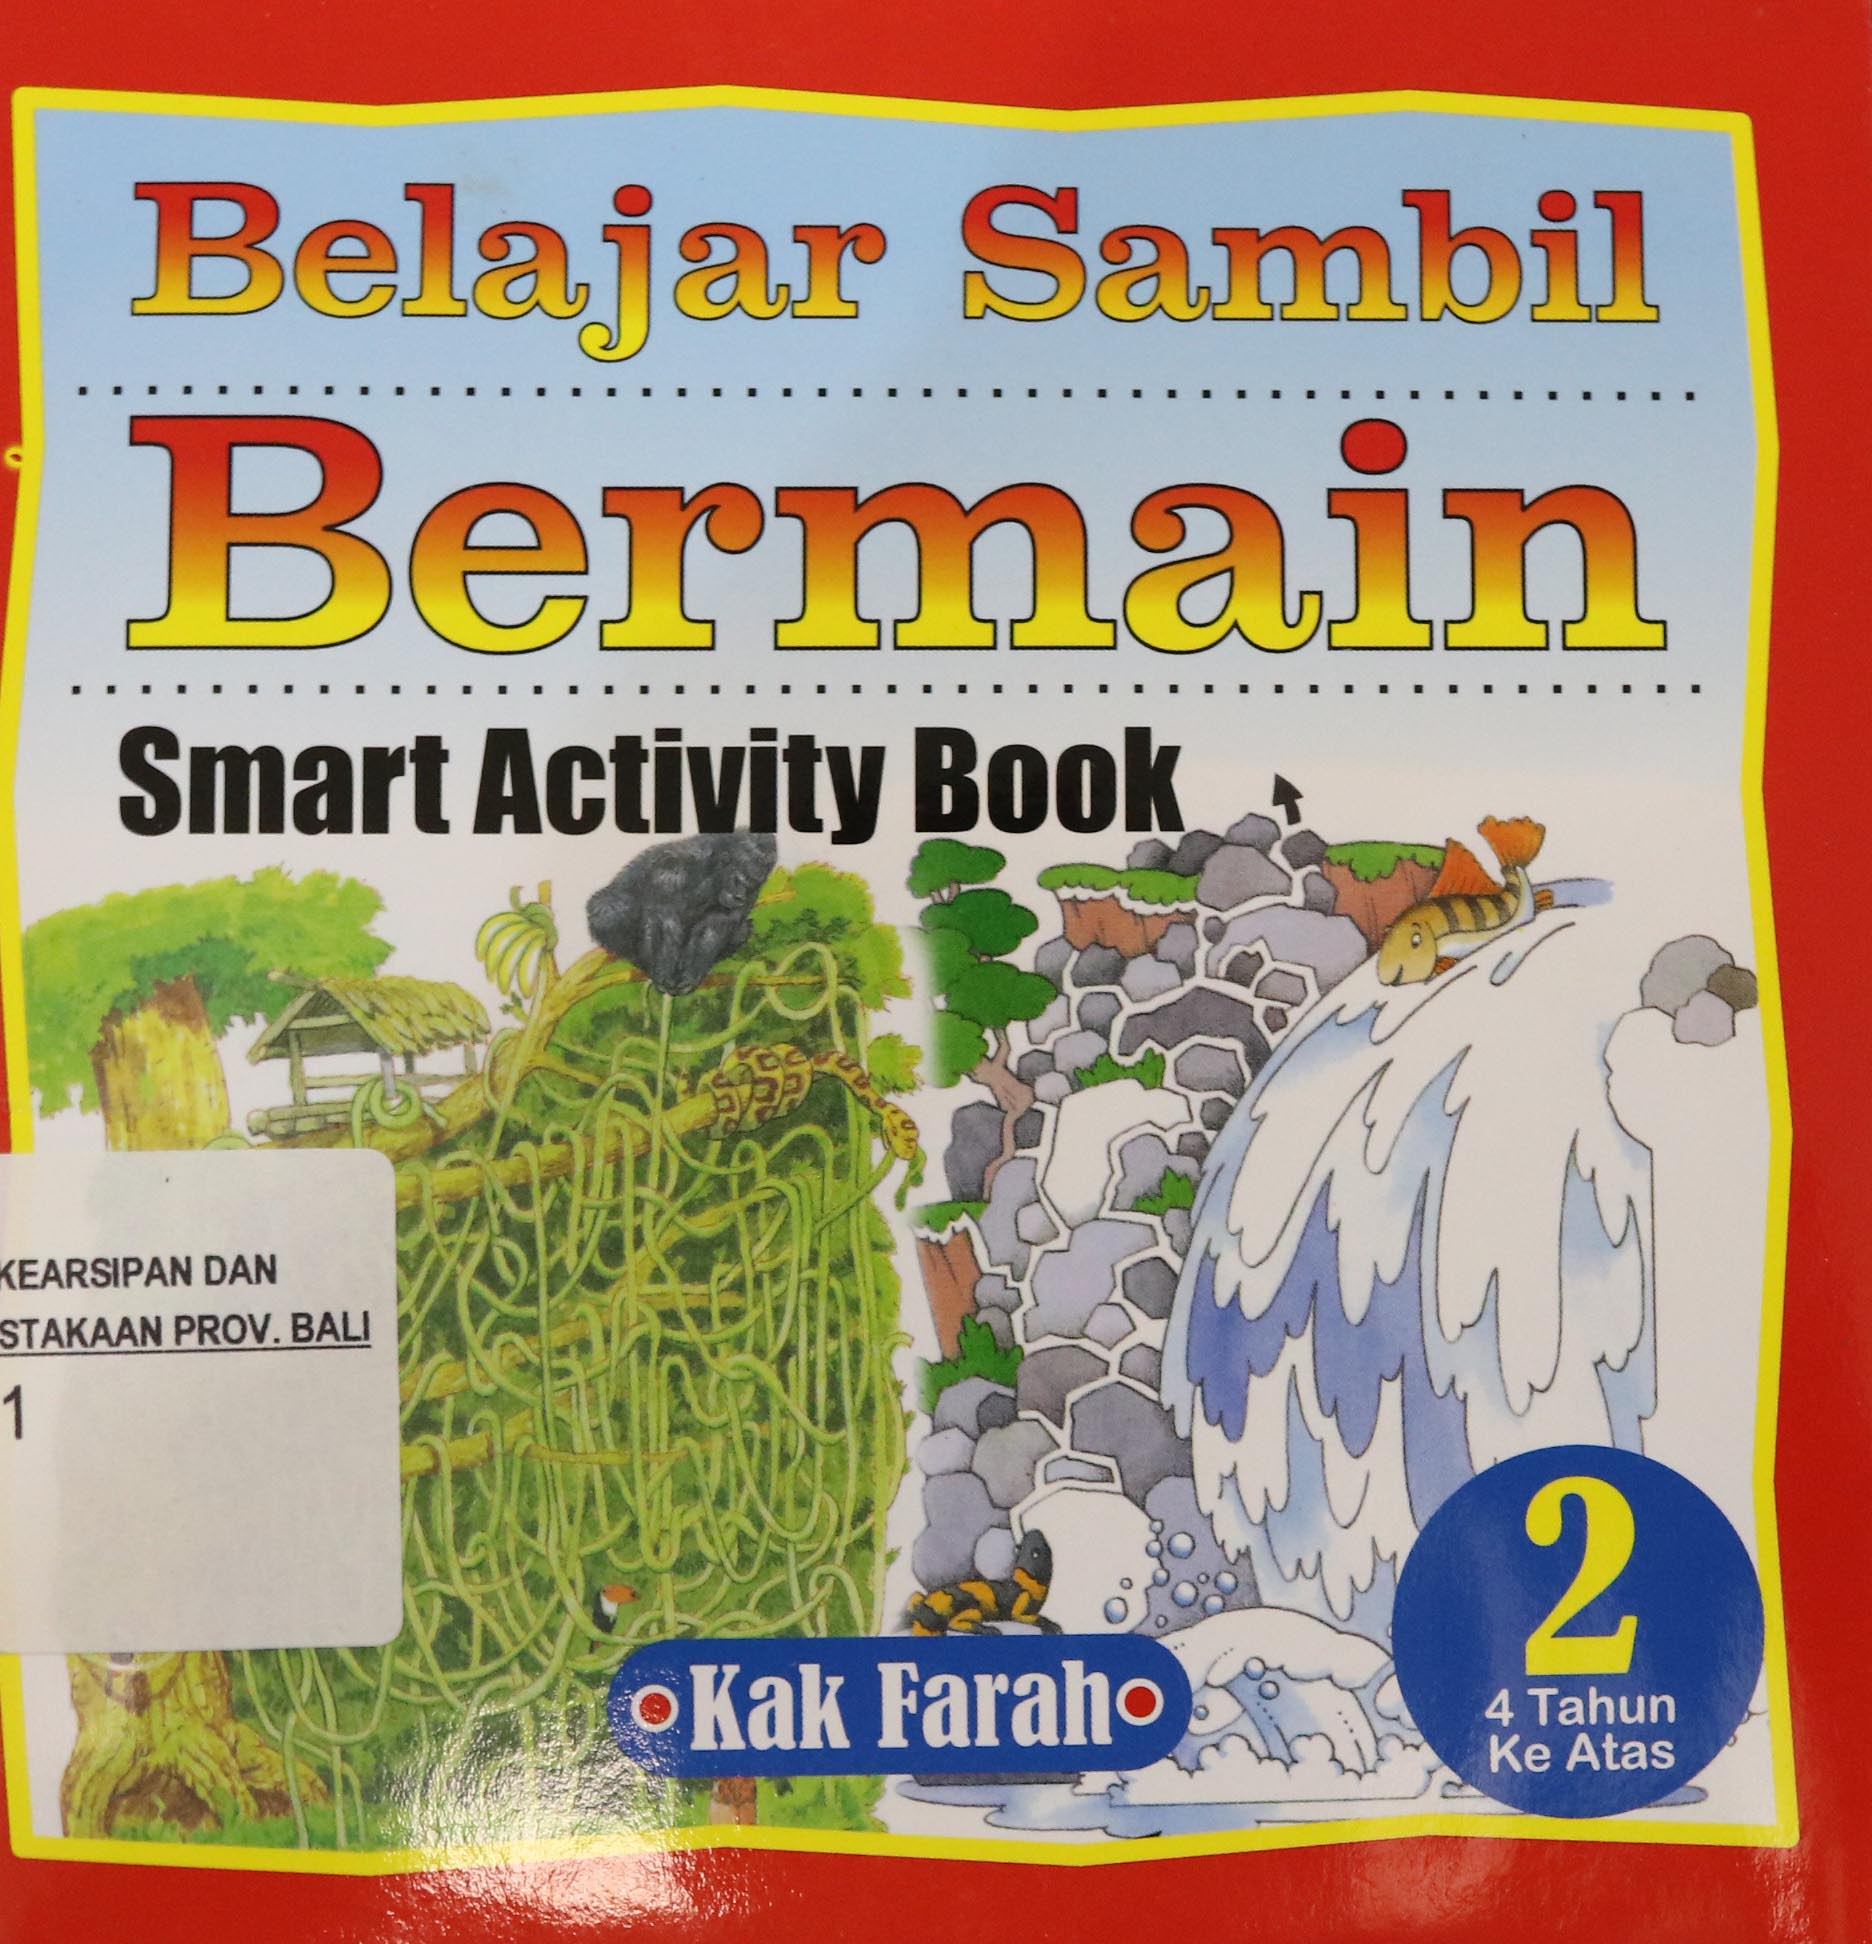 Belajar Sambil
Bermain
Smart Activity Book
KEARSIPAN DAN
STAKAAN PROV. BALI
1
Kak Farah
2
4 Tahun
Ke Atas